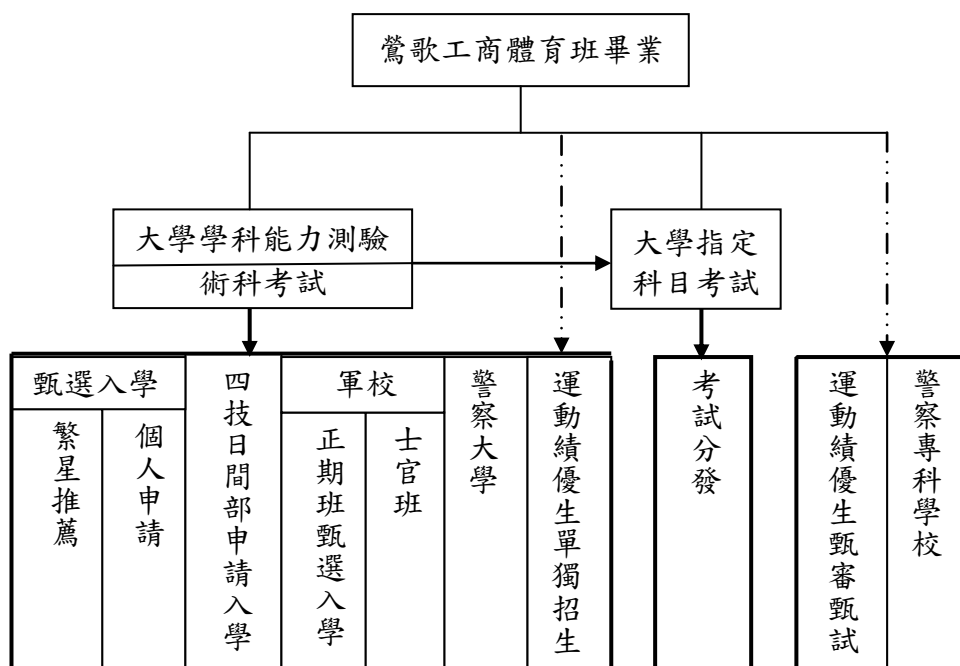 鶯歌工商體育班畢業
大學學科能力測驗
術科考試
大學指定
科目考試
甄選入學
繁星推薦
個人申請
四技日間部申請入學
軍校
正期班甄選入學
士官班
警察大學
運動績優生單獨招生
考試分發
運動績優生甄審甄試
警察專科學校